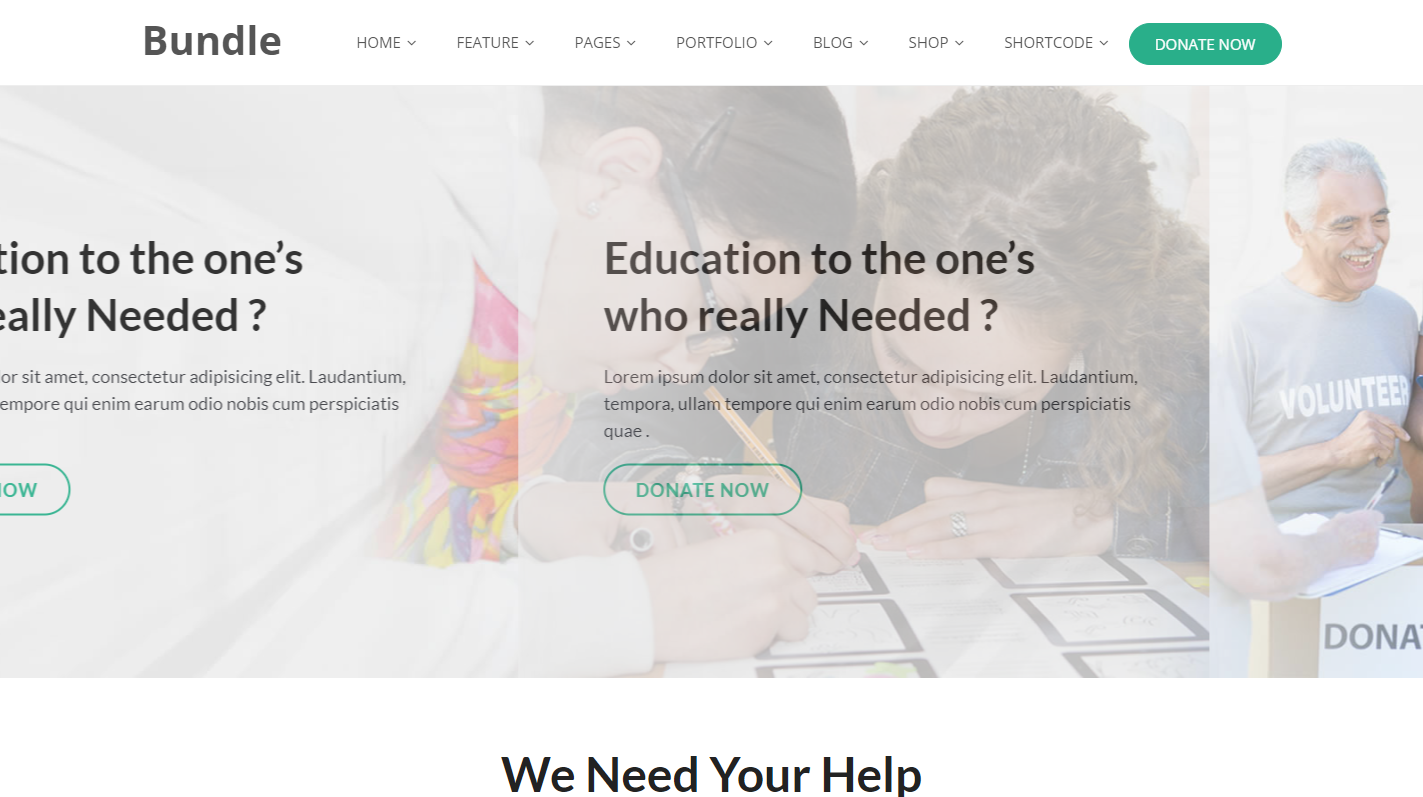 Bundle
HOME FEATURE PAGES PORTFOLIO BLOG SHOP SHORTCODE DONATE NOW
tion to the one's
eally Needed ?
lor sit amet, consectetur adipisicing elit. Laudantium,
tempore qui enim earum odio nobis cum perspiciatis
NOW
Education to the one's
who really Needed ?
Lorem ipsum dolor sit amet, consectetur adipisicing elit. Laudantium,
tempora, ullam tempore qui enim earum odio nobis cum perspiciatis
quae .
DONATE NOW
VOLUNTEER
DONAT
We Need Your Help